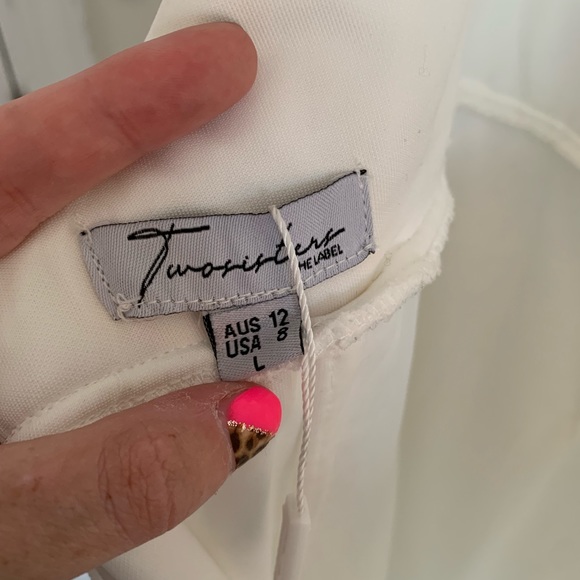 Twosisters
THE LABEL
AUS 12
USA 8
L